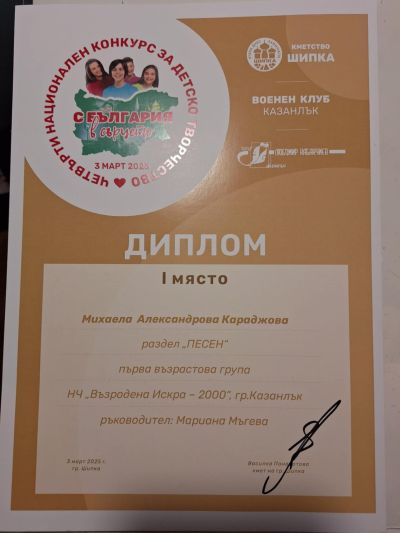 ЧЕТВЪРТИ НАЦИОНАЛЕН КОНКУРС ЗА ДЕТСКО ТВОРЧЕСТВО
С БЪЛГАРИЯ
в сърцето
3 МАРТ 2025
КМЕТСТВО
ШИПКА
ШИПКА
ВОЕНЕН КЛУБ
КАЗАНЛЪК
ДИПЛОМ
I място
Михаела Александрова Караджова
раздел „ПЕСЕН“
първа възрастова група
НЧ „Възродена Искра – 2000“, гр.Казанлък
ръководител: Мариана Мъгева
3 март 2025 г.
гр. Шипка
Василка
кмет на гр. Шипка